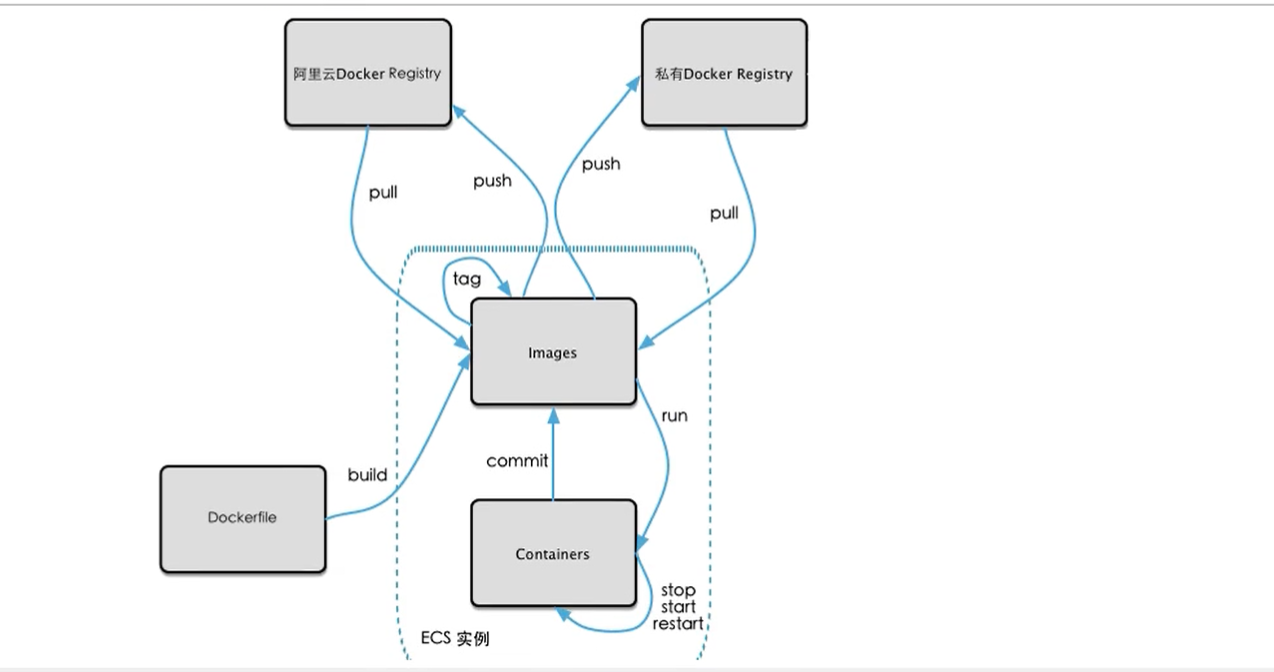 阿里云Docker Registry
私有Docker Registry
push
push
pull
pull
tag
Images
run
commit
build
Dockerfile
Containers
stop
start
restart
ECS 实例